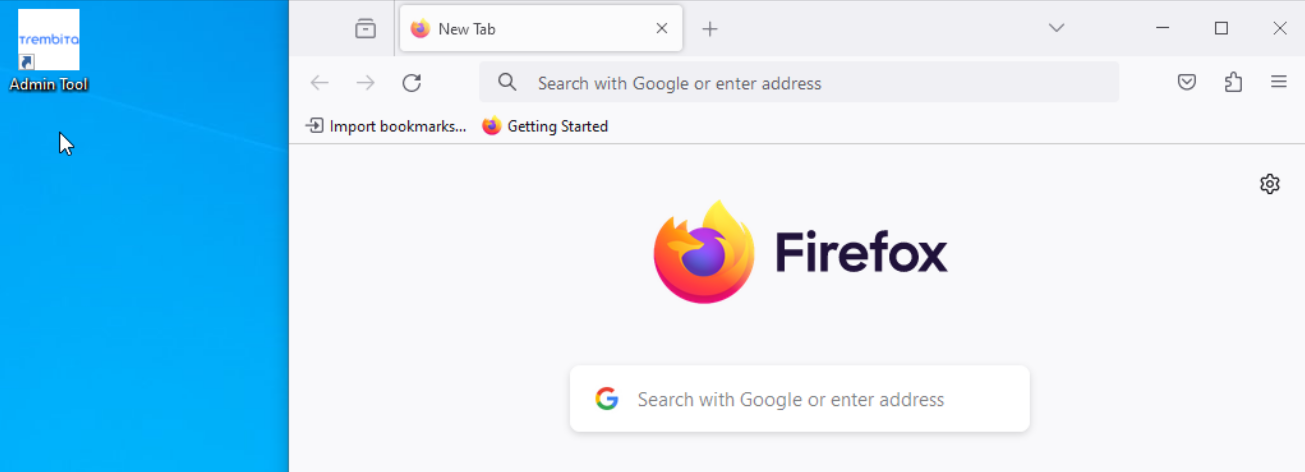 Trembita
Admin Tool
New Tab
Search with Google or enter address
Import bookmarks...
Getting Started
Firefox
Search with Google or enter address